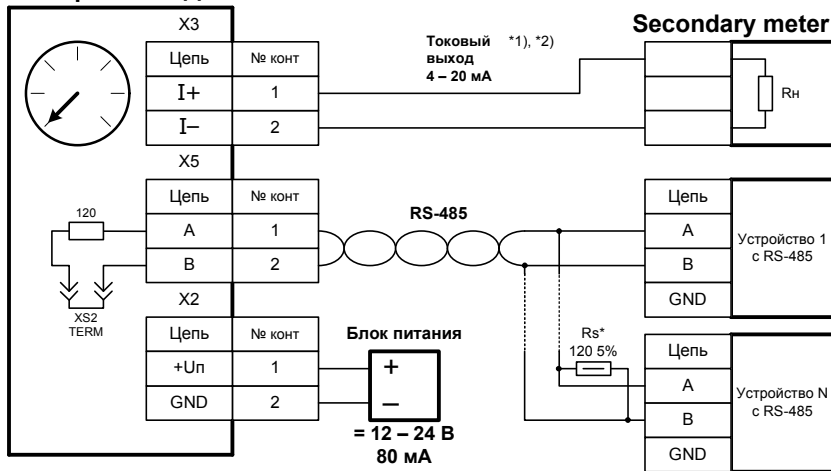 X3
Цепь № конт
I+ 1
I– 2
X5
Цепь № конт
A 1
B 2
X2
Цепь № конт
+Uп 1
GND 2
120
XS2
TERM
Токовый *1), *2)
выход
4 – 20 мА
RS-485
Блок питания
+
–
= 12 – 24 В
80 мА
Rs*
120 5%
Secondary meter
Rн
Цепь
A
B
GND
Устройство 1
с RS-485
Цепь
A
B
GND
Устройство N
с RS-485